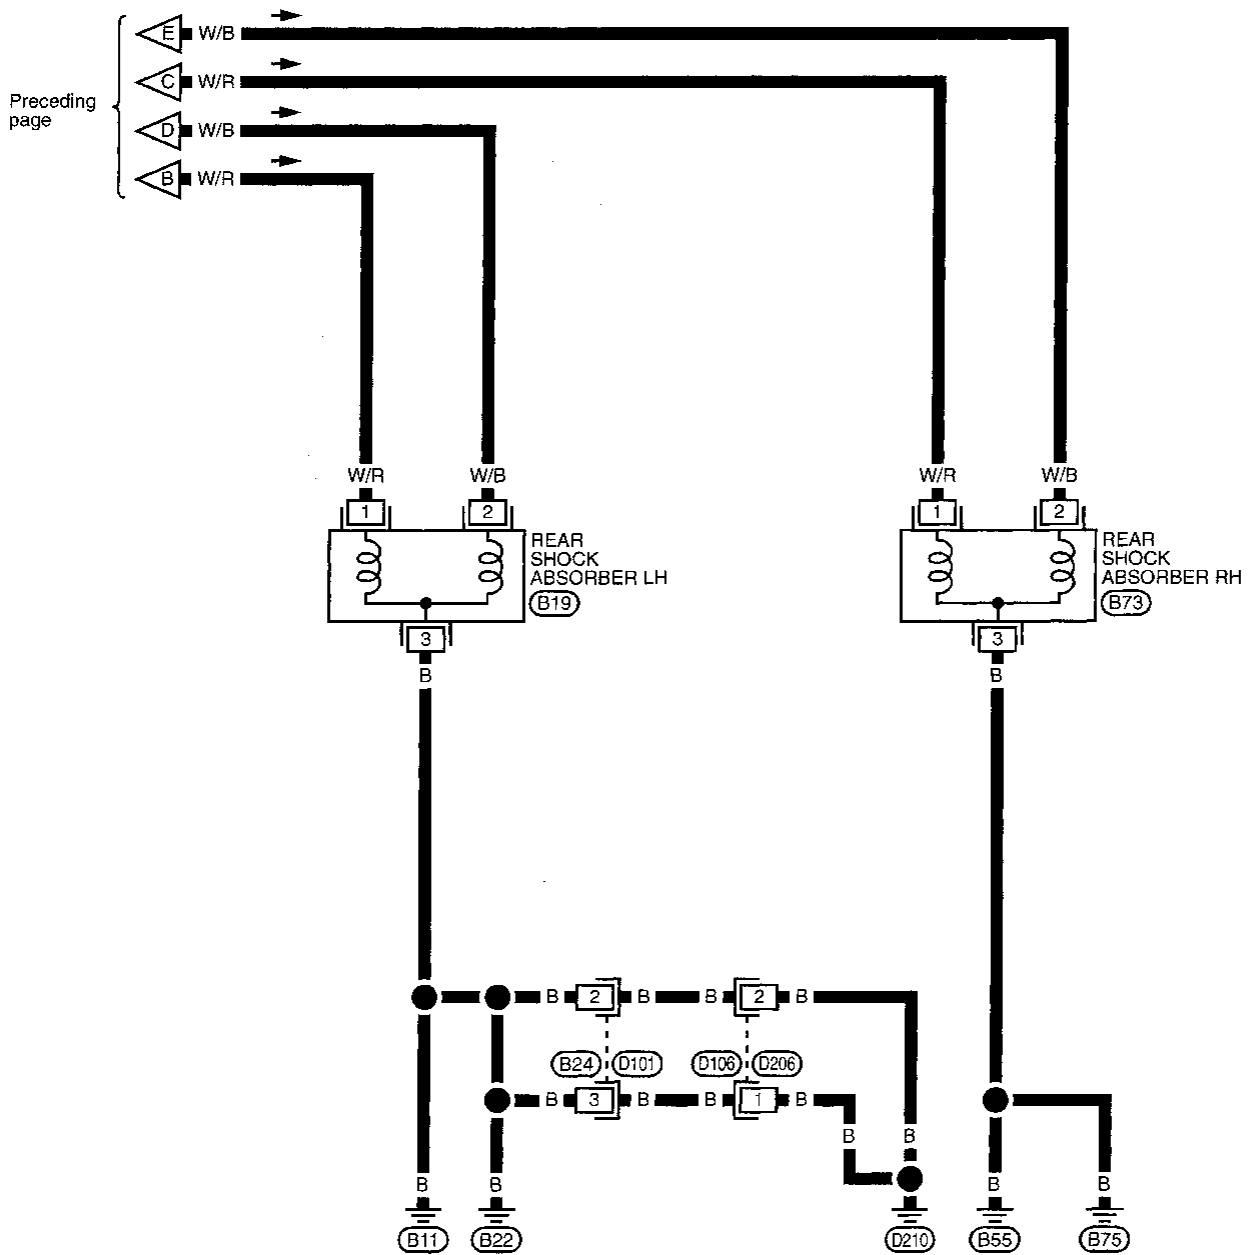 E W/B
C W/R
Preceding
page
D W/B
B W/R
W/R W/B W/R W/B
1 2 1 2
REAR
SHOCK
ABSORBER LH
B19
REAR
SHOCK
ABSORBER RH
B73
3 3
B B
B 2 B B 2 B
B24 D101 D106 D206
B 3 B B 1 B
B B
B B B B
B11 B22 D210 B55 B75